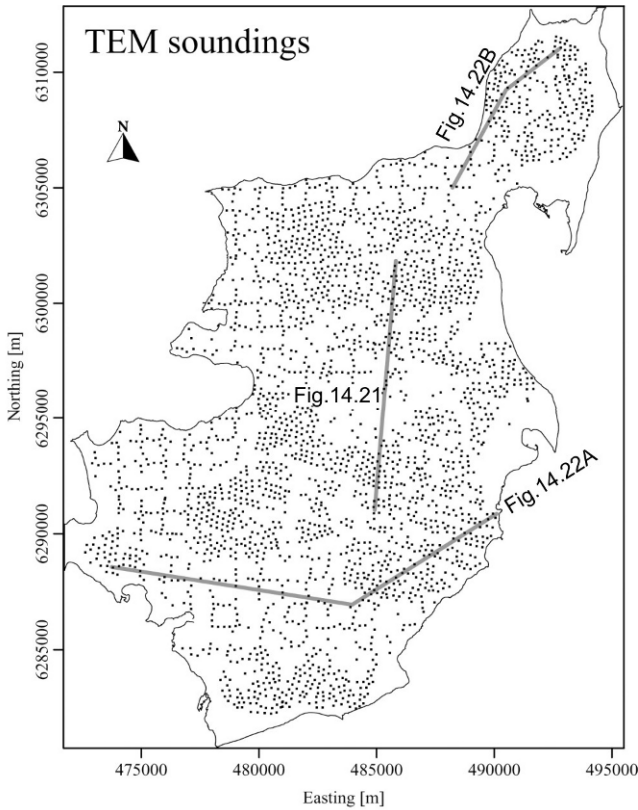 TEM soundings
N
Fig.14.22B
Fig.14.21
Fig.14.22A
Northing [m]
6310000
6305000
6300000
6295000
6290000
6285000
475000 480000 485000 490000 495000
Easting [m]